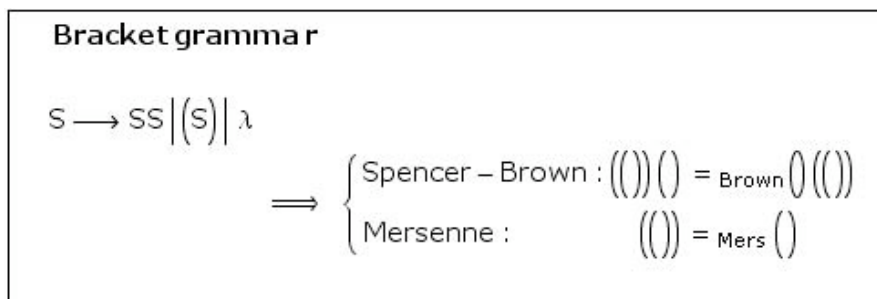 Bracket grammar
S ⟶ SS|(S)| λ
⟹ { Spencer – Brown : (( )) ( ) = Brown ( ) (( ))
Mersenne : (( )) = Mers ( )